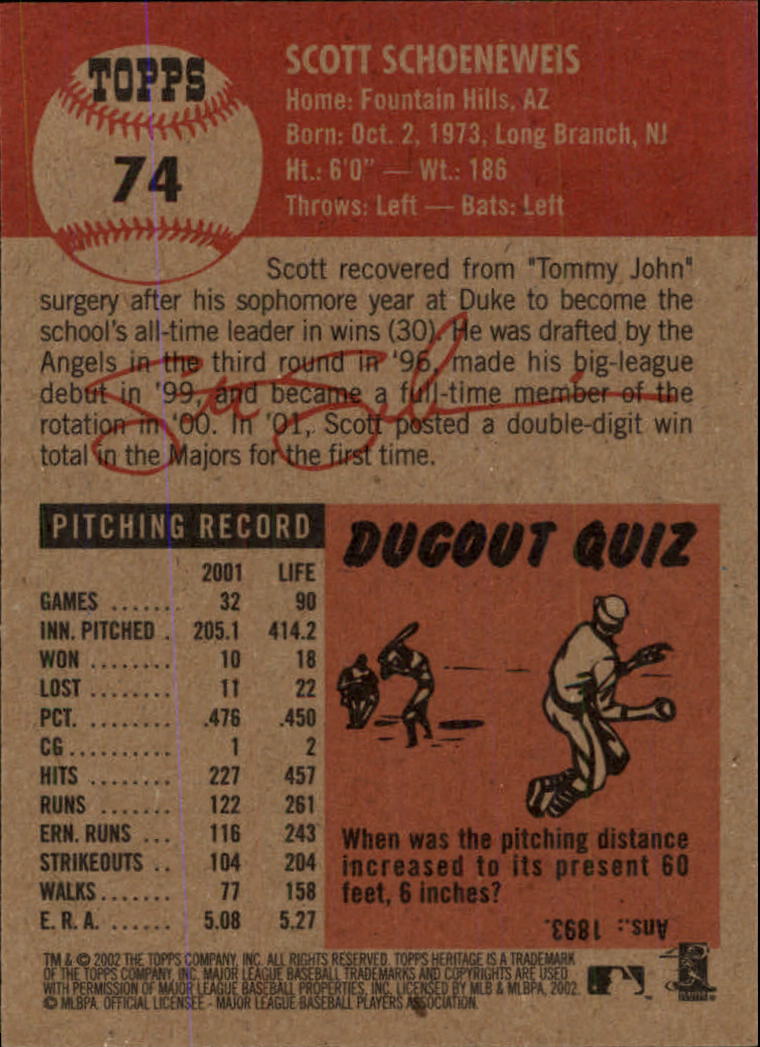 TOPPS
74
SCOTT SCHOENEWEIS
Home: Fountain Hills, AZ
Born: Oct. 2, 1973, Long Branch, NJ
Ht.: 6'0" — Wt.: 186
Throws: Left — Bats: Left
Scott recovered from "Tommy John"
surgery after his sophomore year at Duke to become the
school's all-time leader in wins (30). He was drafted by the
Angels in the third round in '96, made his big-league
debut in '99, and became a full-time member of the
rotation in '00. In '01, Scott posted a double-digit win
total in the Majors for the first time.
PITCHING RECORD
2001 LIFE
GAMES ....... 32 90
INN. PITCHED . 205.1 414.2
WON ........ 10 18
LOST ........ 11 22
PCT. ........ .476 .450
CG.......... 1 2
HITS ........ 227 457
RUNS ....... 122 261
ERN. RUNS ... 116 243
STRIKEOUTS .. 104 204
WALKS....... 77 158
E.R.A. ...... 5.08 5.27
DUGOUT QUIZ
When was the pitching distance
increased to its present 60
feet, 6 inches?
Ans.: 1893.
TM & © 2002 THE TOPPS COMPANY, INC. ALL RIGHTS RESERVED. TOPPS HERITAGE IS A TRADEMARK
OF THE TOPPS COMPANY, INC. MAJOR LEAGUE BASEBALL TRADEMARKS AND COPYRIGHTS ARE USED
WITH PERMISSION OF MAJOR LEAGUE BASEBALL PROPERTIES, INC. LICENSED BY MLB & MLBPA, 2002.
© MLBPA. OFFICIAL LICENSEE - MAJOR LEAGUE BASEBALL PLAYERS ASSOCIATION.